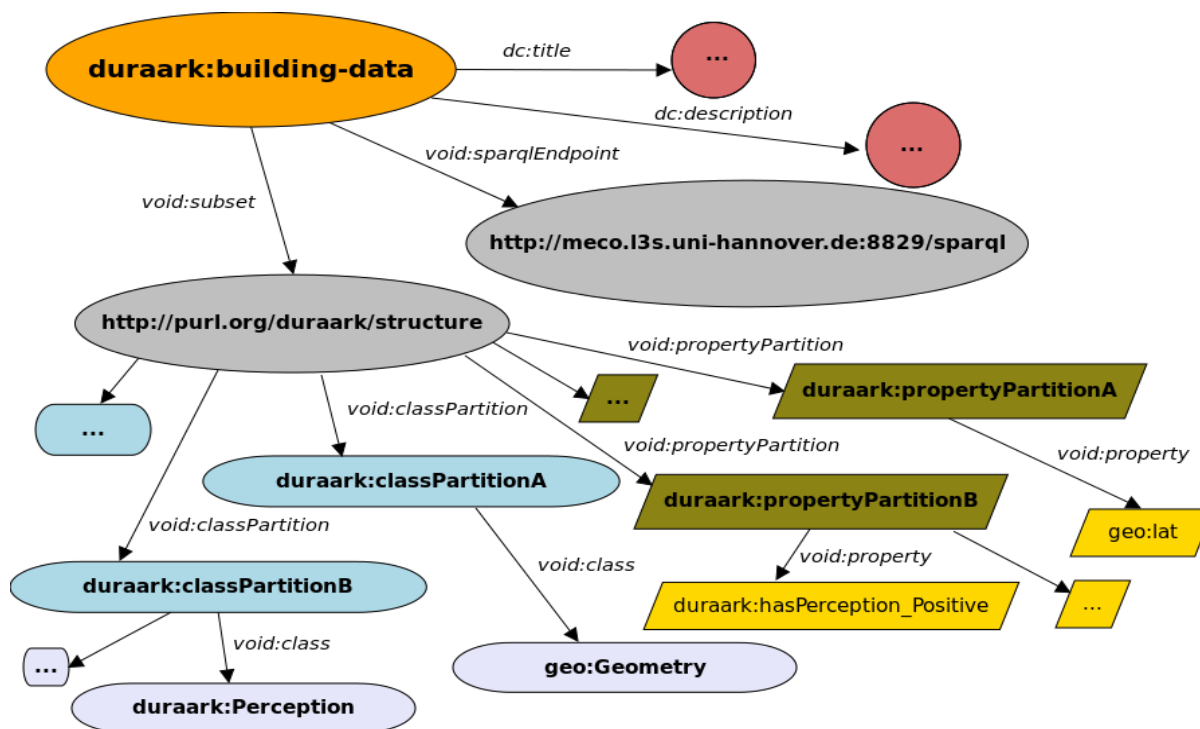 duraark:building-data
dc:title
...
dc:description
...
void:sparqlEndpoint
void:subset
http://meco.l3s.uni-hannover.de:8829/sparql
http://purl.org/duraark/structure
void:propertyPartition
...
duraark:propertyPartitionA
...
void:classPartition
void:propertyPartition
void:property
duraark:classPartitionA
duraark:propertyPartitionB
void:classPartition
geo:lat
void:property
void:class
duraark:classPartitionB
duraark:hasPerception_Positive
...
void:class
...
geo:Geometry
duraark:Perception